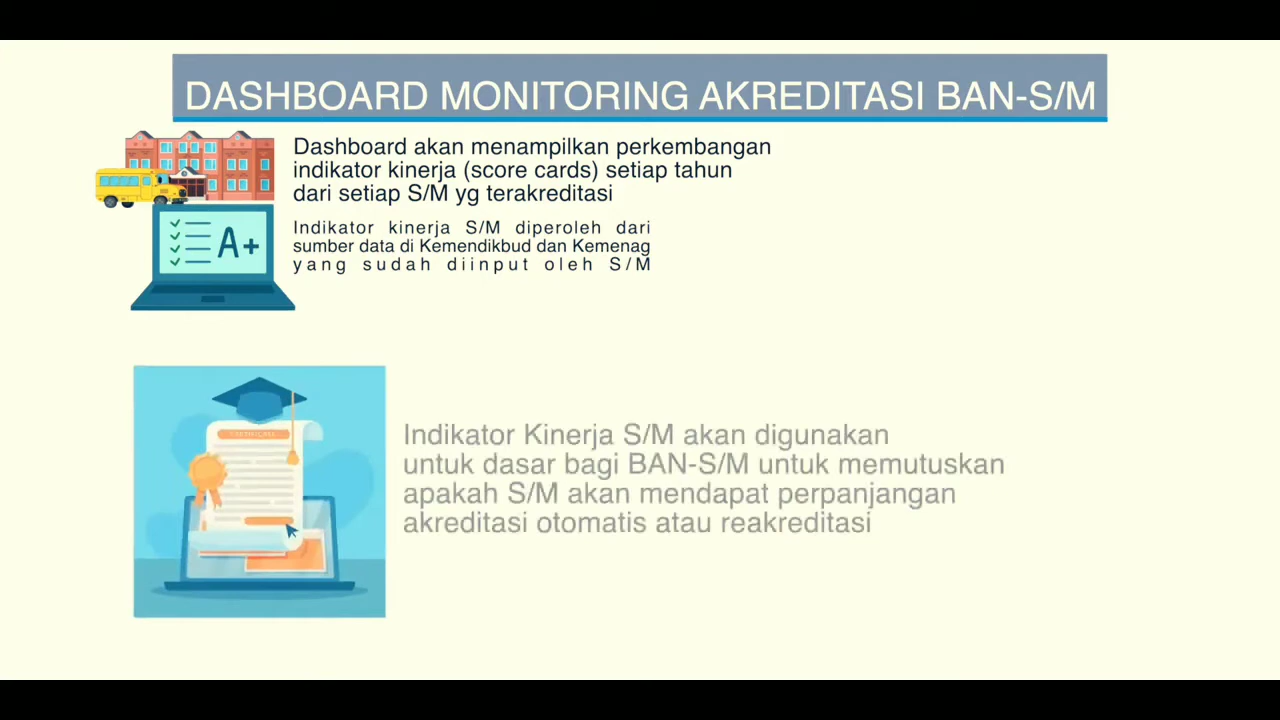 DASHBOARD MONITORING AKREDITASI BAN-S/M
Dashboard akan menampilkan perkembangan
indikator kinerja (score cards) setiap tahun
dari setiap S/M yg terakreditasi
A+
Indikator kinerja S/M diperoleh dari
sumber data di Kemendikbud dan Kemenag
yang sudah diinput oleh S/M
Indikator Kinerja S/M akan digunakan
untuk dasar bagi BAN-S/M untuk memutuskan
apakah S/M akan mendapat perpanjangan
akreditasi otomatis atau reakreditasi